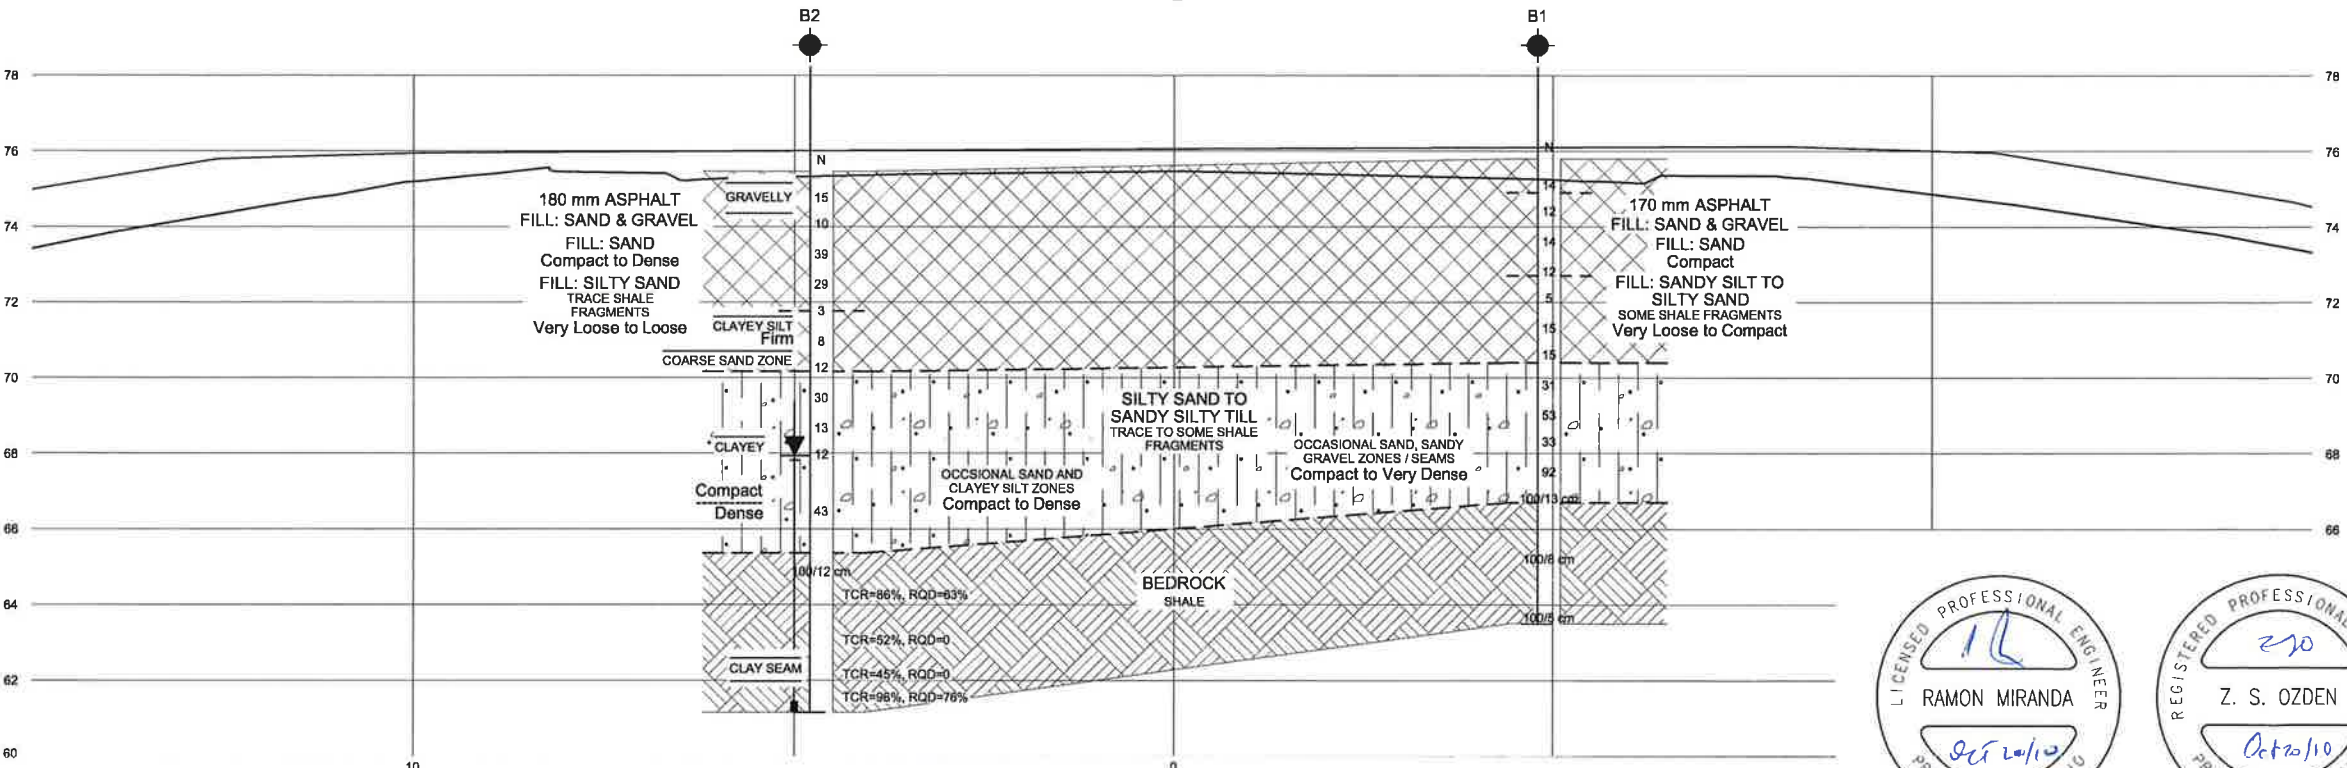 B2
B1
78
78
76
76
74
74
72
72
70
70
68
68
66
66
64
62
60
10
0
180 mm ASPHALT
FILL: SAND & GRAVEL
FILL: SAND
Compact to Dense
FILL: SILTY SAND
TRACE SHALE
FRAGMENTS
Very Loose to Loose
GRAVELLY
CLAYEY SILT
Firm
COARSE SAND ZONE
CLAYEY
Compact
Dense
CLAY SEAM
N
15
10
39
29
3
8
12
30
13
12
43
100/12 cm
TCR=86%, RQD=63%
TCR=52%, RQD=0
TCR=45%, RQD=0
TCR=96%, RQD=76%
SILTY SAND TO
SANDY SILTY TILL
TRACE TO SOME SHALE
FRAGMENTS
OCCSIONAL SAND AND
CLAYEY SILT ZONES
Compact to Dense
OCCASIONAL SAND, SANDY
GRAVEL ZONES / SEAMS
Compact to Very Dense
BEDROCK
SHALE
N
14
12
14
12
5
15
15
31
53
33
92
100/13 cm
100/8 cm
100/5 cm
170 mm ASPHALT
FILL: SAND & GRAVEL
FILL: SAND
Compact
FILL: SANDY SILT TO
SILTY SAND
SOME SHALE FRAGMENTS
Very Loose to Compact
LICENSED PROFESSIONAL ENGINEER
RAMON MIRANDA
Oct 20/10
REGISTERED PROFESSIONAL
Z. S. OZDEN
Oct 20/10